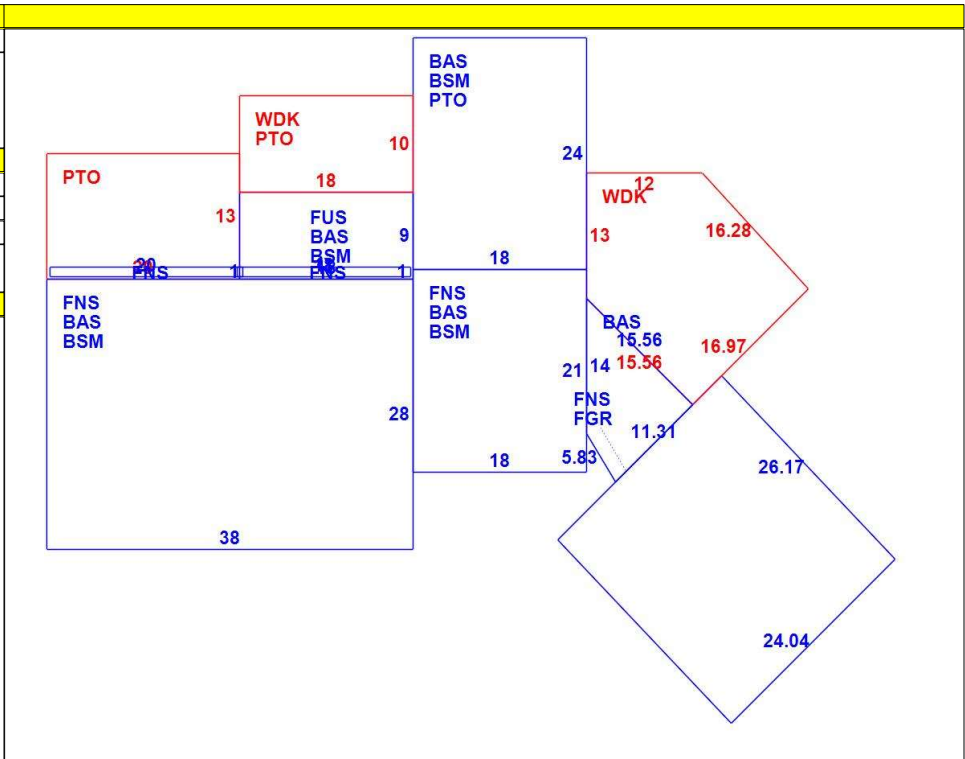 BAS
BSM
PTO
24
18
WDK
PTO
10
18
PTO
13
FUS
BAS
BSM
9
FNS
1
FNS
1
WDK
12
16.28
13
16.97
FNS
BAS
BSM
28
38
FNS
BAS
BSM
21
18
BAS
15.56
15.56
14
FNS
FGR
11.31
5.83
26.17
24.04